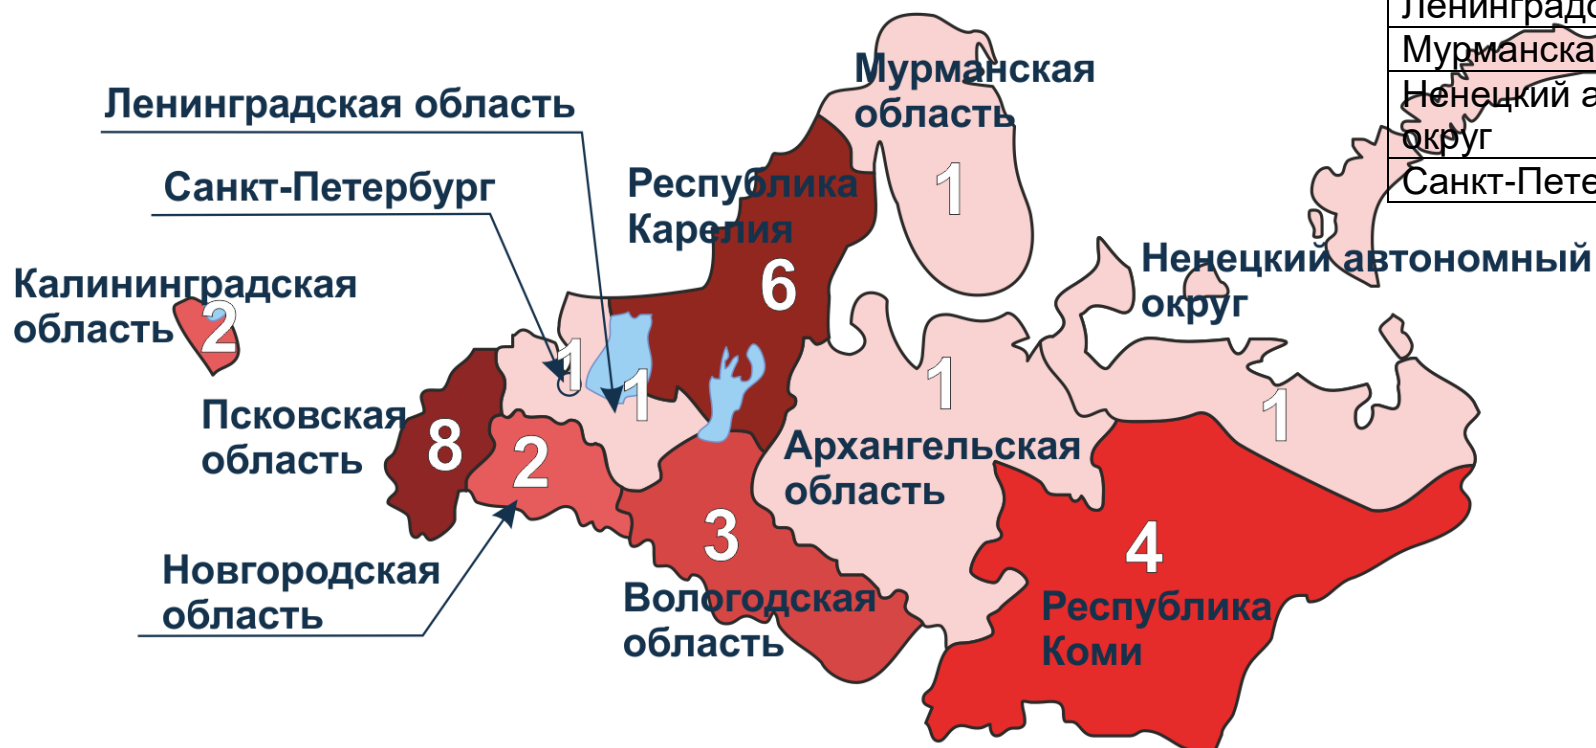 Ленинградс
Мурманска
Ненецкий а
округ
Санкт-Пете
Мурманская
область
1
Ленинградская область
Санкт-Петербург
Республика
Карелия
6
Ненецкий автономный
округ
1
Калининградская
область
2
1
1
1
Псковская
область
8
2
Архангельская
область
3
4
Новгородская
область
Вологодская
область
Республика
Коми